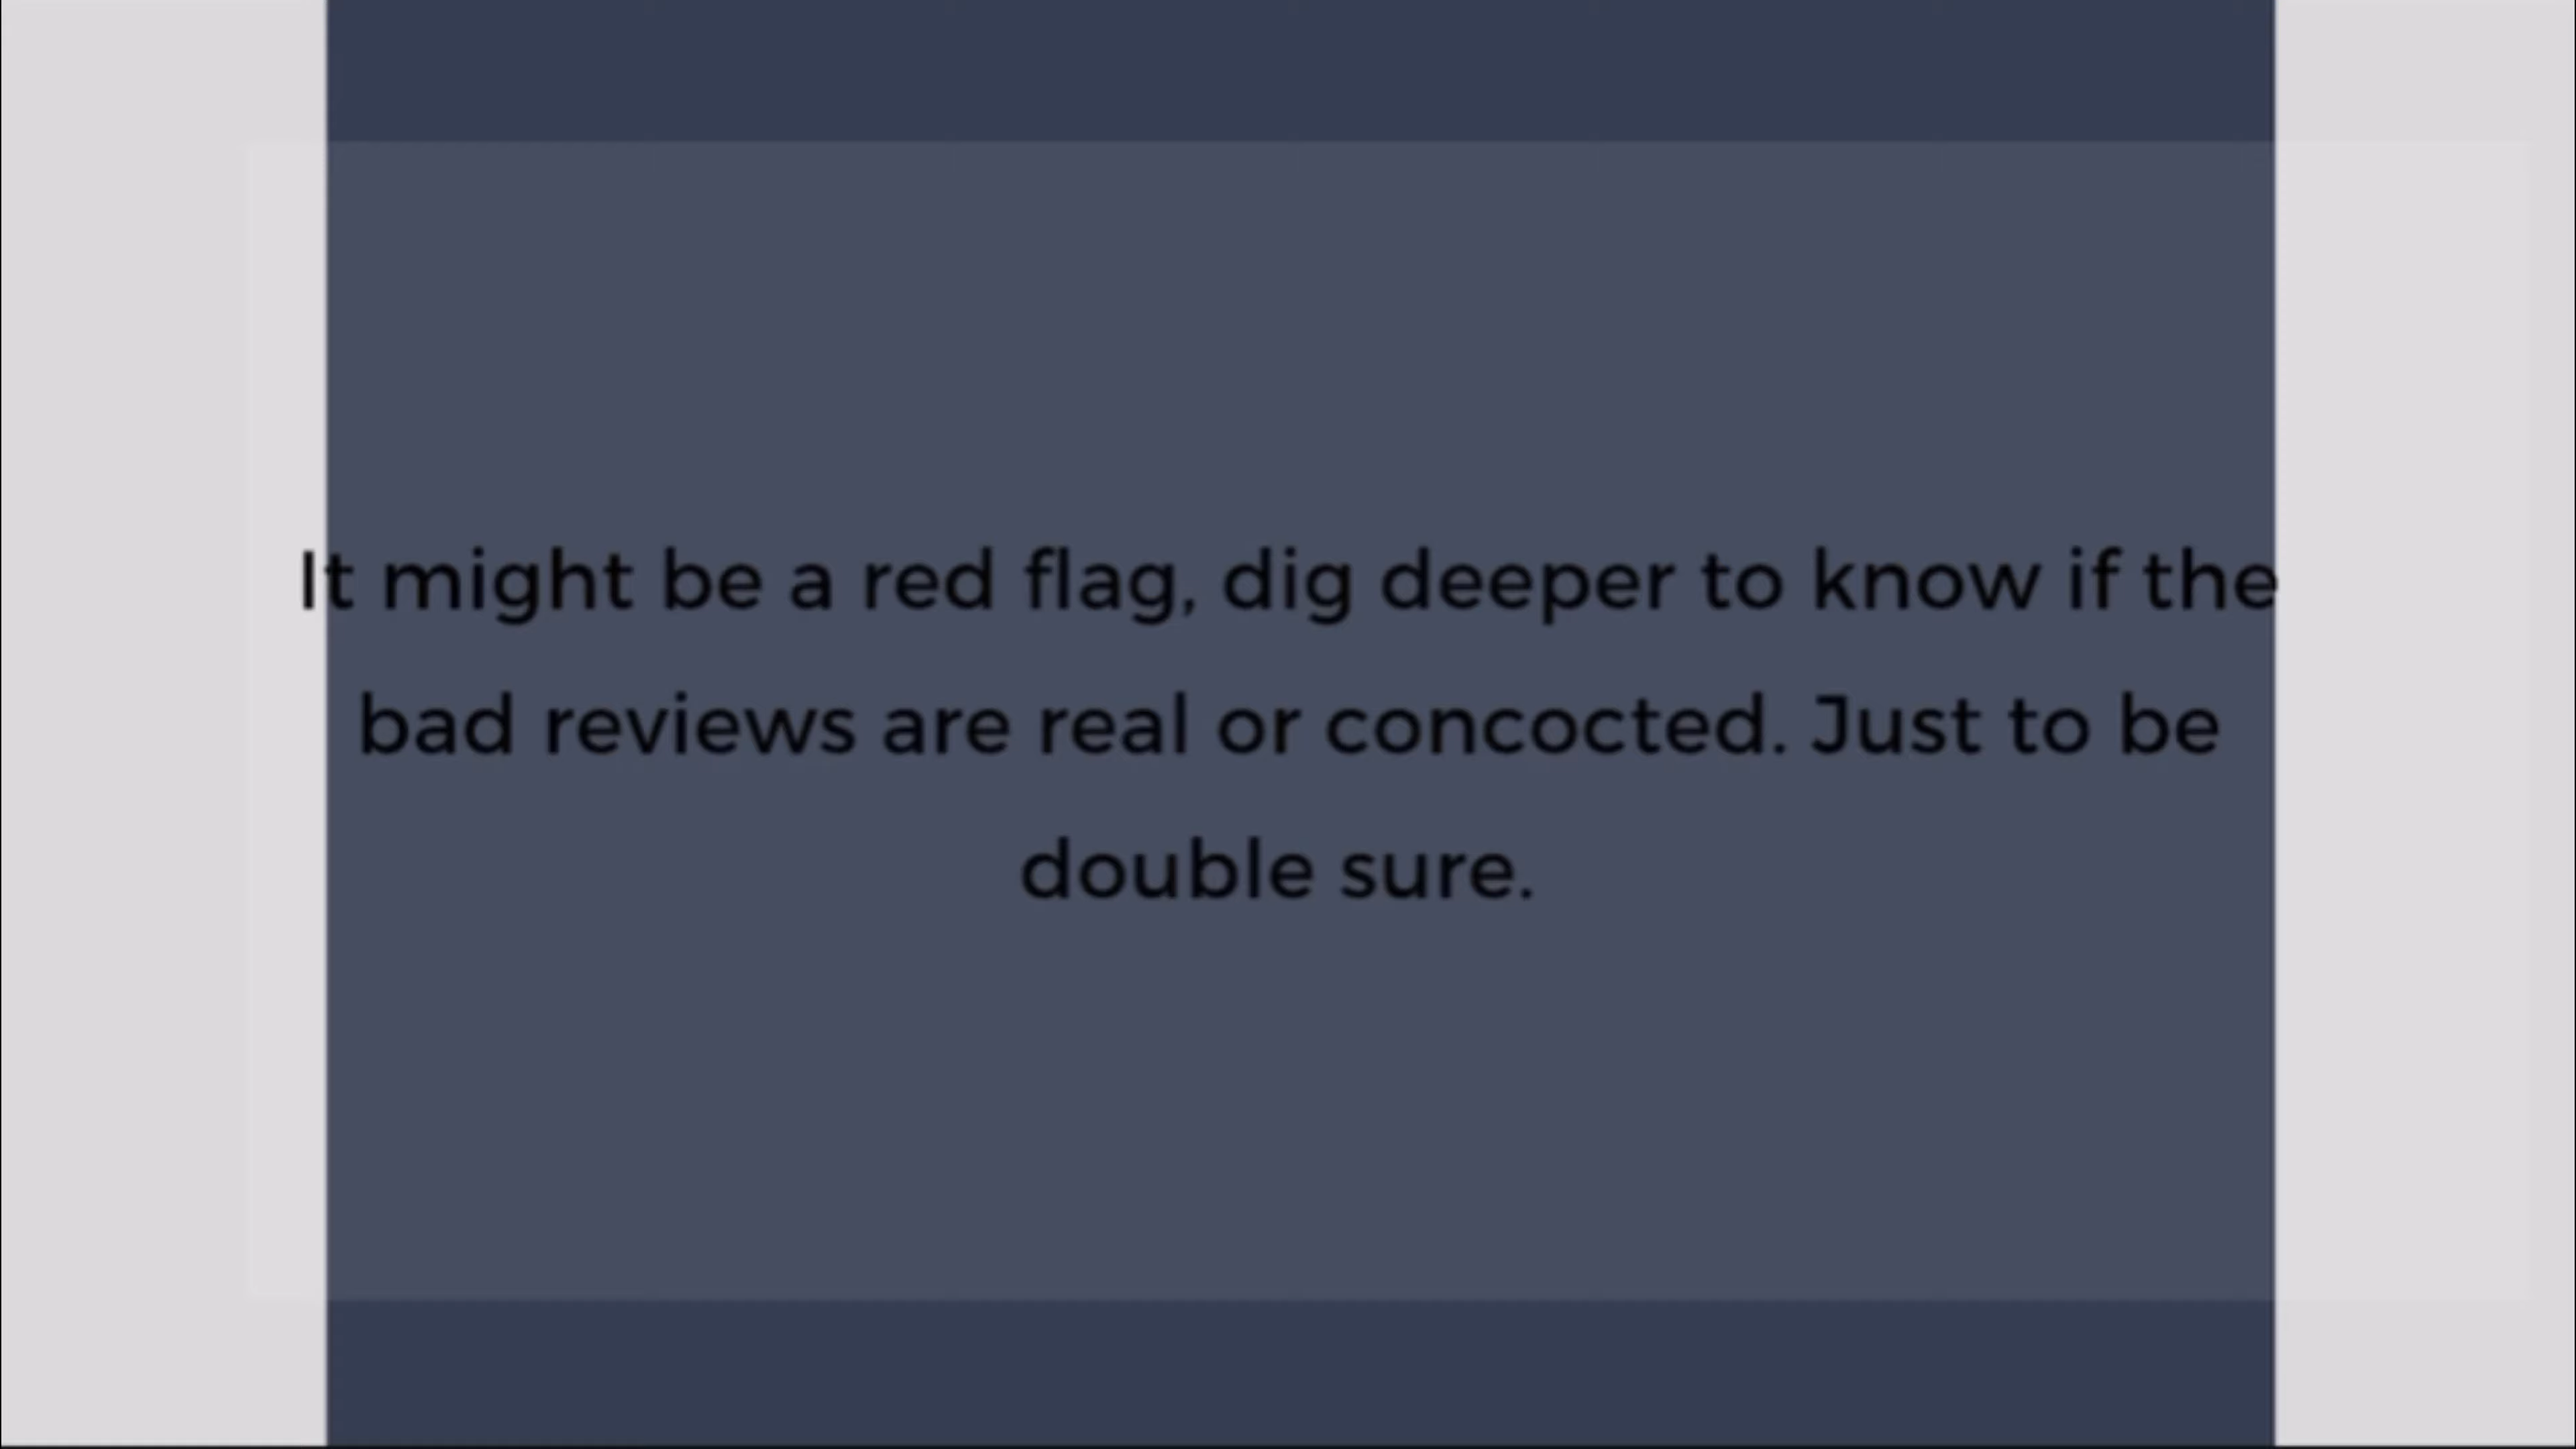 It might be a red flag, dig deeper to know if the
bad reviews are real or concocted. Just to be
double sure.